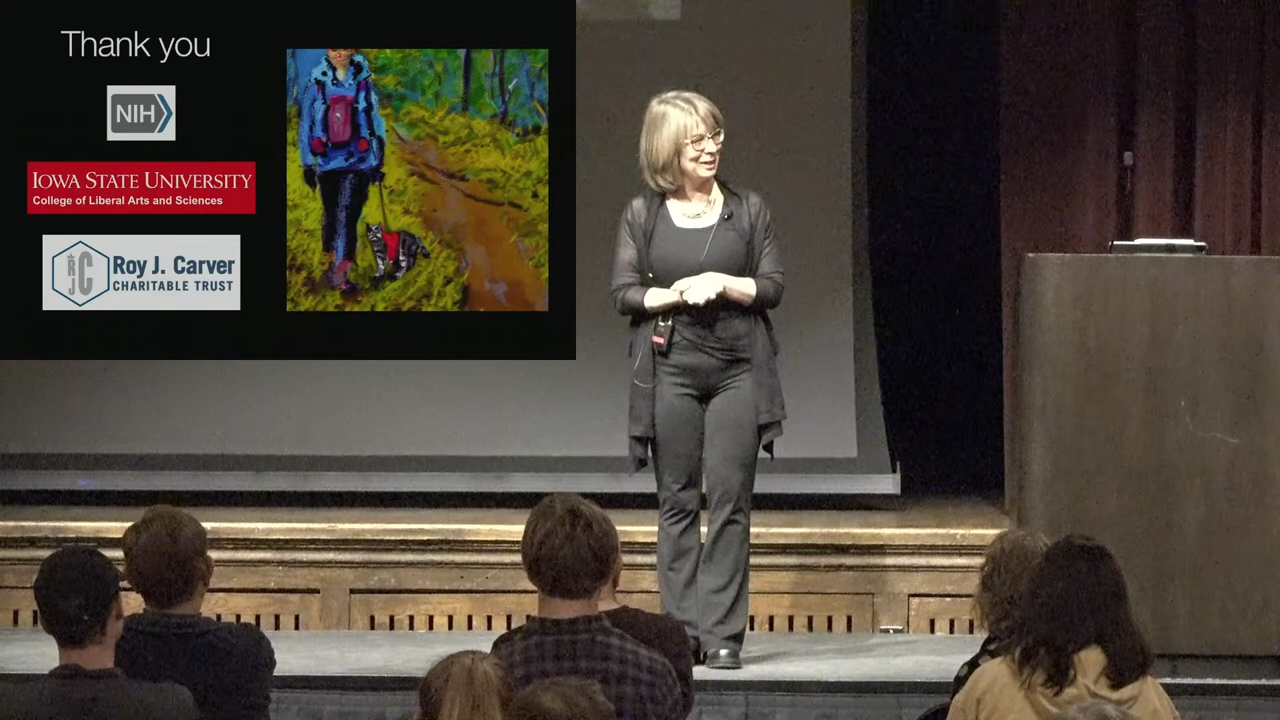 Thank you
NIH
IOWA STATE UNIVERSITY
College of Liberal Arts and Sciences
RJC
Roy J. Carver
CHARITABLE TRUST